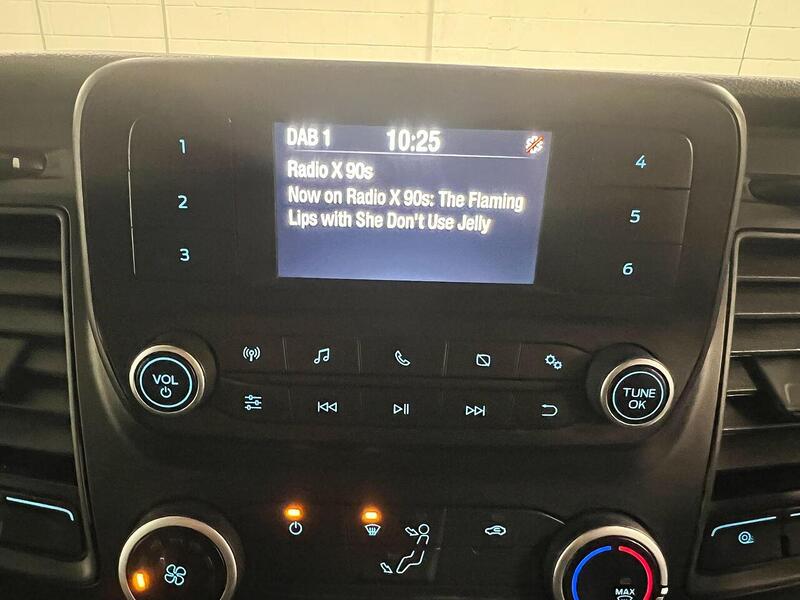 DAB 1 10:25
Radio X 90s
Now on Radio X 90s: The Flaming
Lips with She Don't Use Jelly
1
2
3
4
5
6
VOL
TUNE
OK
MAX